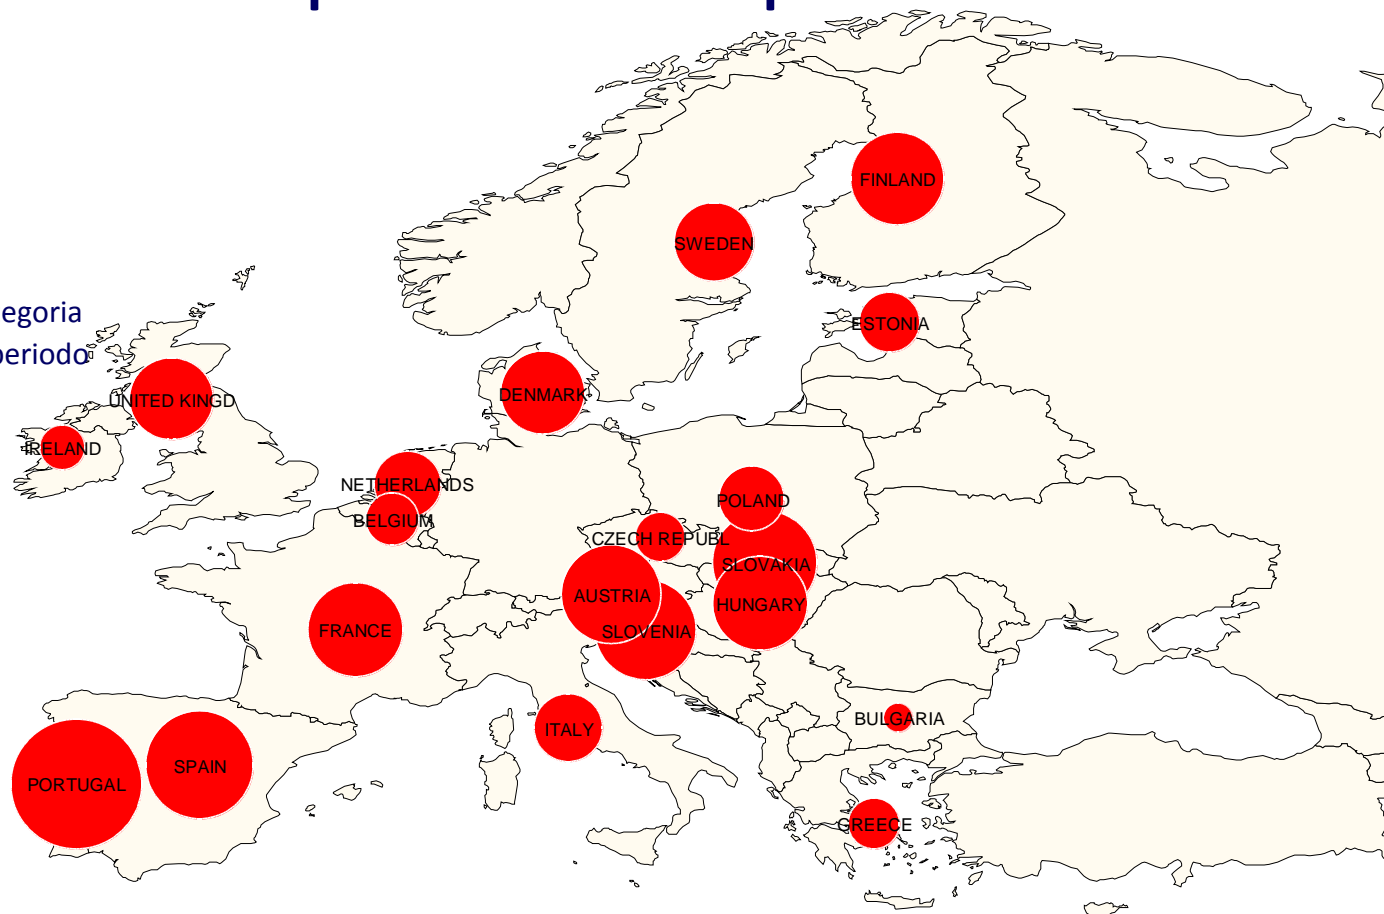 FINLAND
SWEDEN
egoria
ESTONIA
periodo
DENMARK
UNITED KINGD
IRELAND
NETHERLANDS
POLAND
BELGIUM
CZECH REPUBL
SLOVAKIA
AUSTRIA
HUNGARY
FRANCE
SLOVENIA
BULGARIA
ITALY
SPAIN
PORTUGAL
GREECE